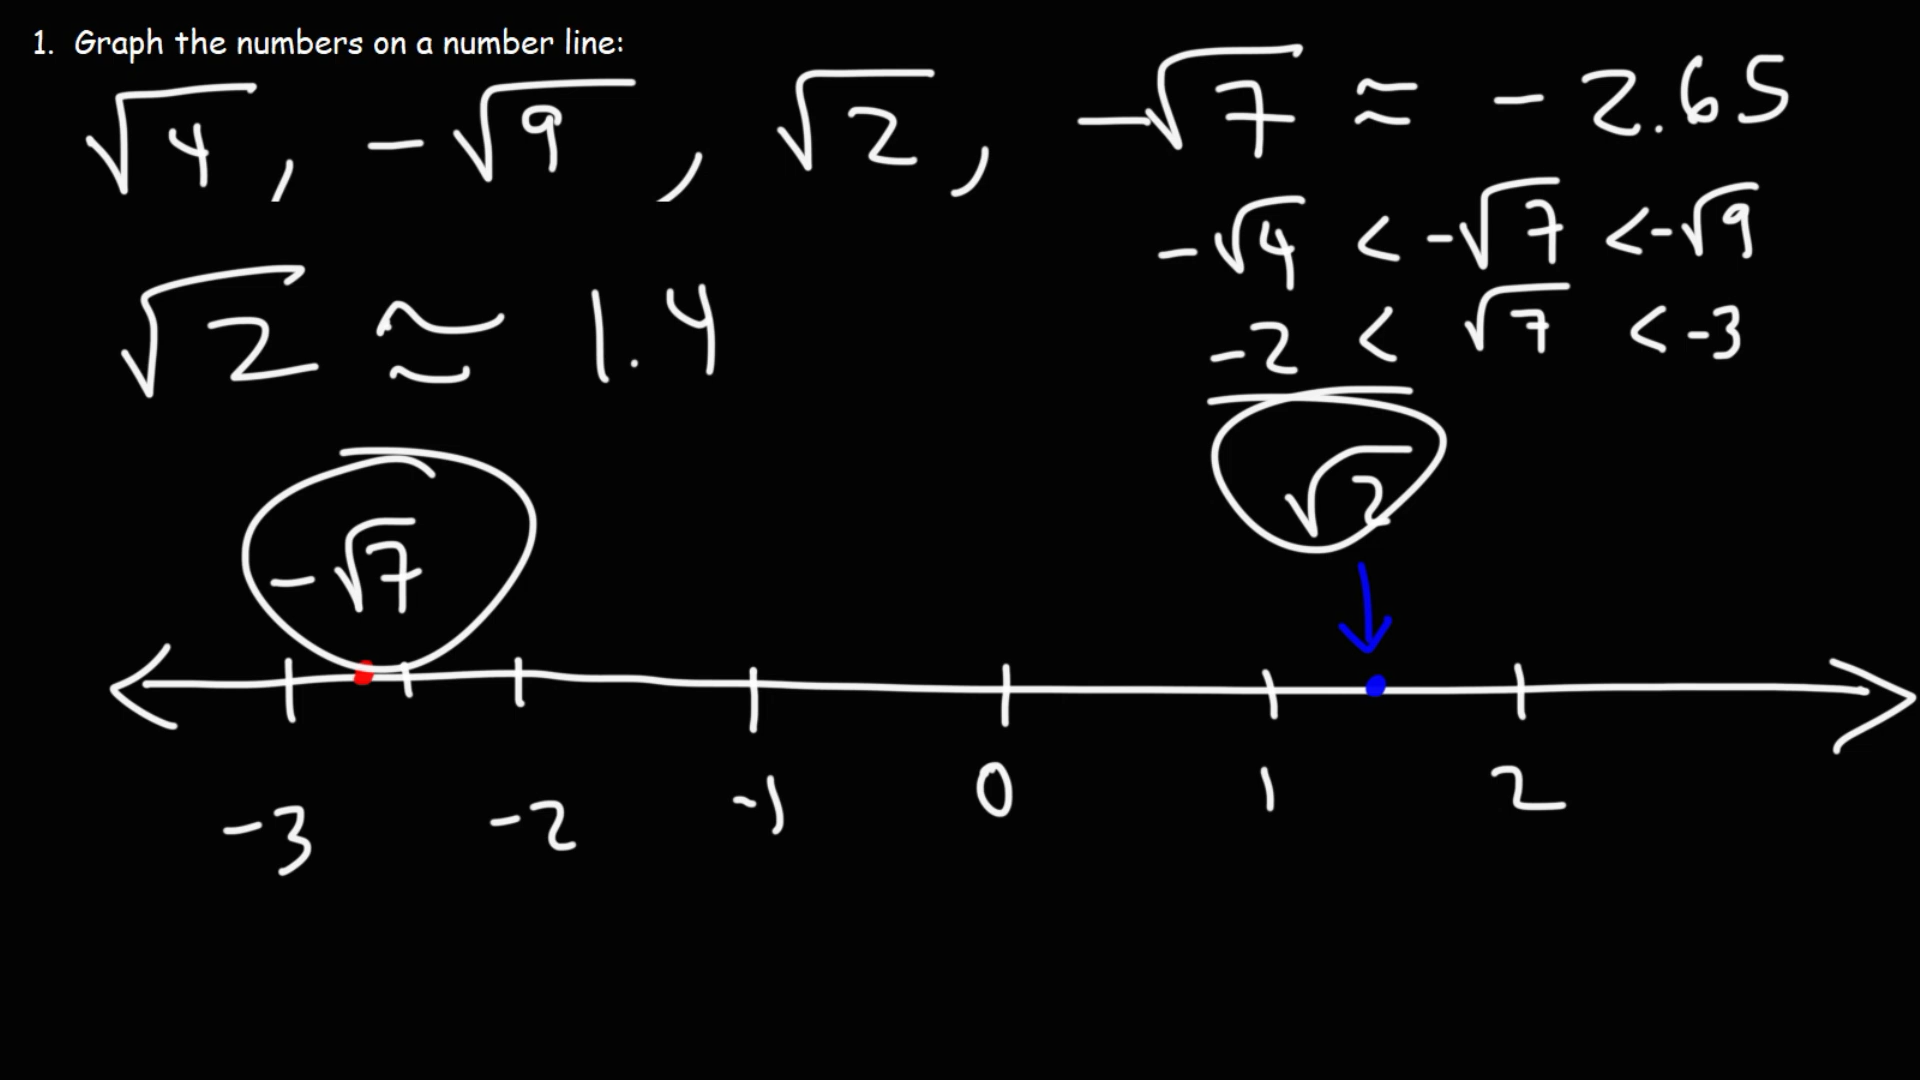 1. Graph the numbers on a number line:
√4, -√9, √2, -√7 ≈ -2.65
-√4 < -√7 < -√9
√2 ≈ 1.4
-2 < √7 < -3
√2
-√7
-3 -2 -1 0 1 2